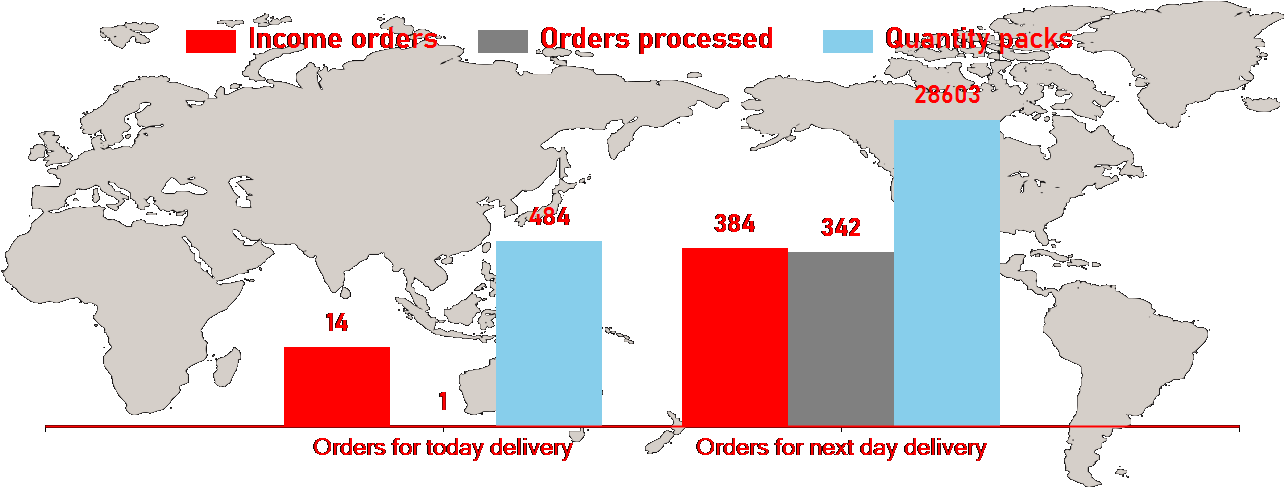 Income orders Orders processed Quantity packs
28603
484 384 342
14
1
Orders for today delivery Orders for next day delivery